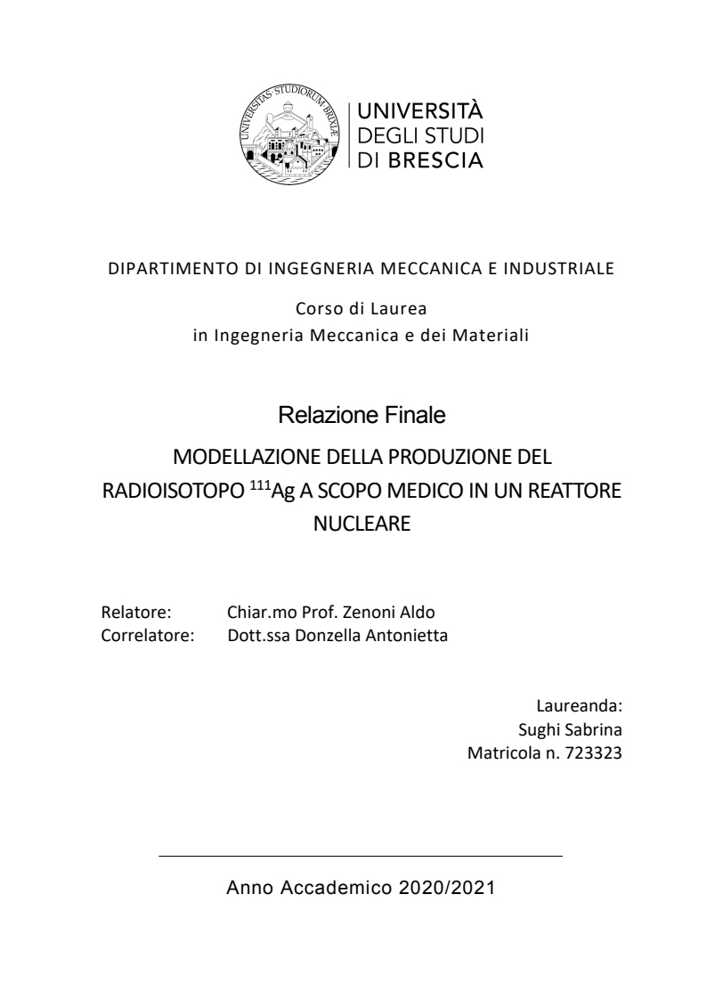 UNIVERSITAS·STUDIORUM·BRIXIÆ
UNIVERSITÀ
DEGLI STUDI
DI BRESCIA
DIPARTIMENTO DI INGEGNERIA MECCANICA E INDUSTRIALE
Corso di Laurea
in Ingegneria Meccanica e dei Materiali
Relazione Finale
MODELLAZIONE DELLA PRODUZIONE DEL
RADIOISOTOPO ¹¹¹Ag A SCOPO MEDICO IN UN REATTORE
NUCLEARE
Relatore: Chiar.mo Prof. Zenoni Aldo
Correlatore: Dott.ssa Donzella Antonietta
Laureanda:
Sughi Sabrina
Matricola n. 723323
Anno Accademico 2020/2021